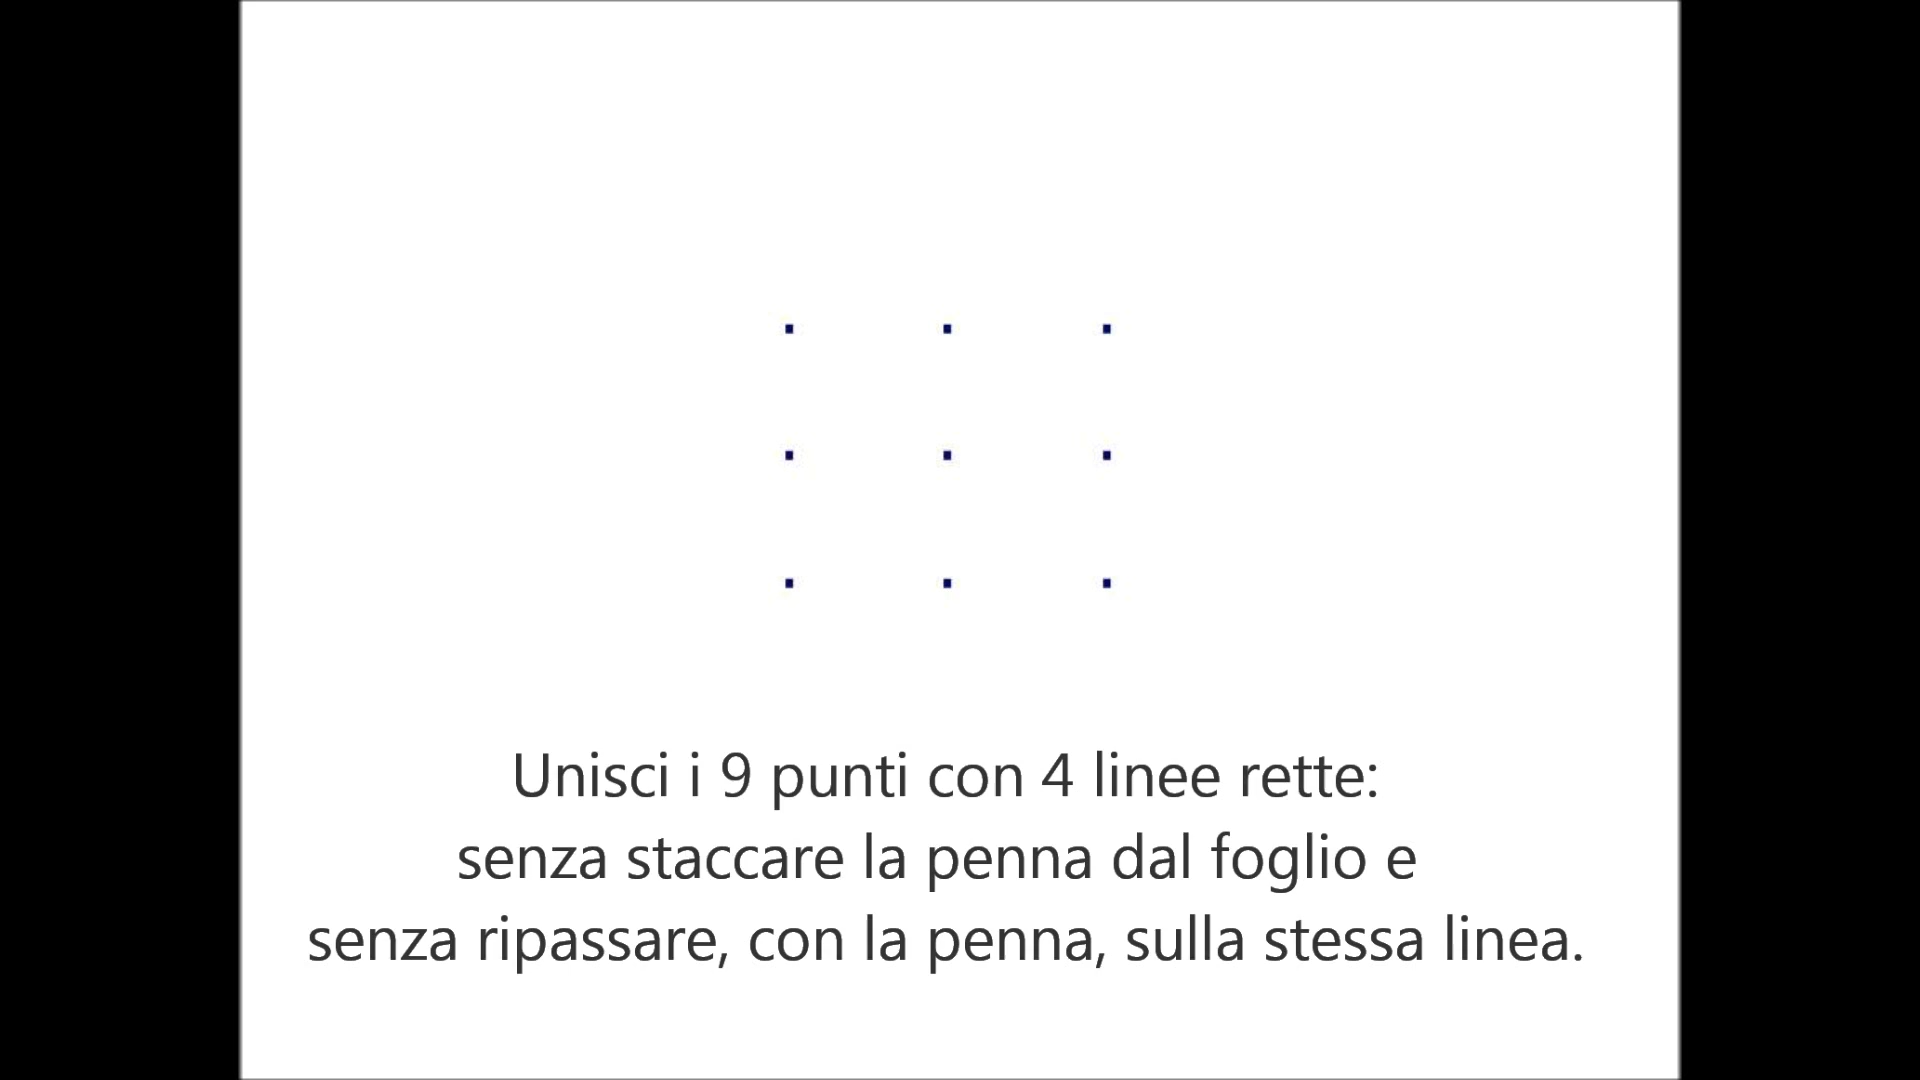 Unisci i 9 punti con 4 linee rette:
senza staccare la penna dal foglio e
senza ripassare, con la penna, sulla stessa linea.